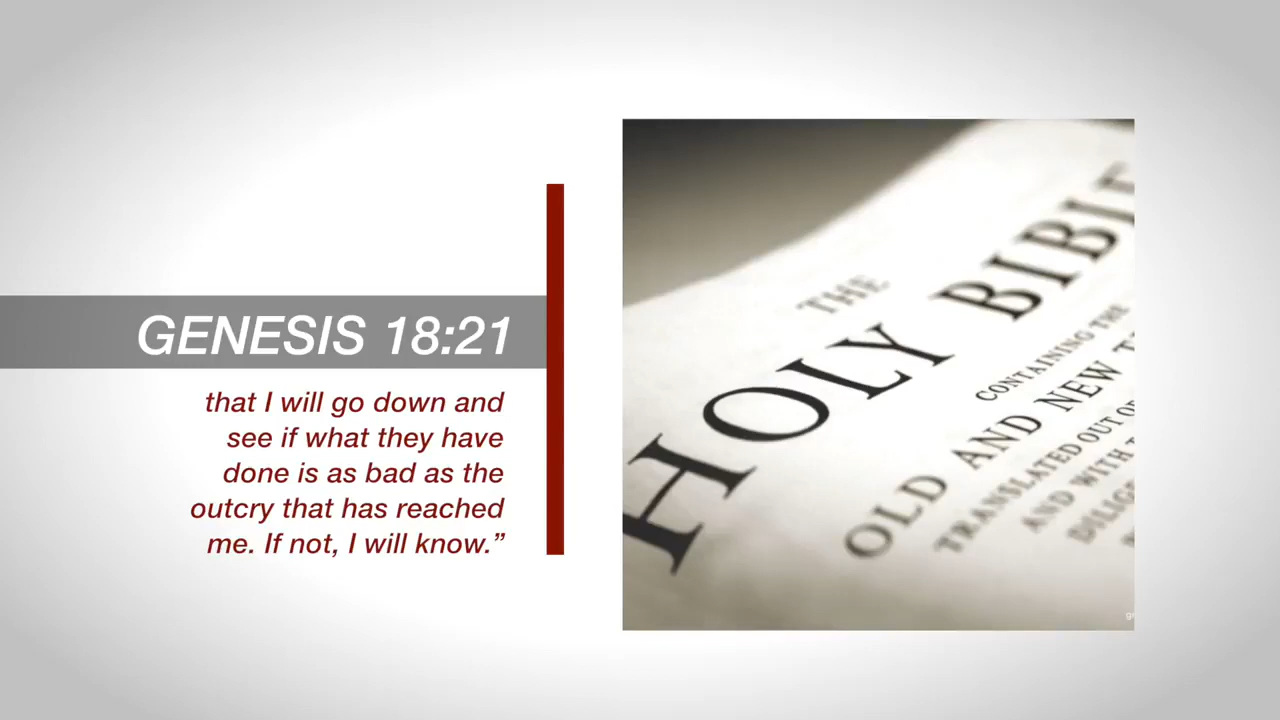 GENESIS 18:21
that I will go down and
see if what they have
done is as bad as the
outcry that has reached
me. If not, I will know.”
THE
HOLY BIBLE
CONTAINING THE
OLD AND NEW
TRANSLATED OUT OF
AND WITH